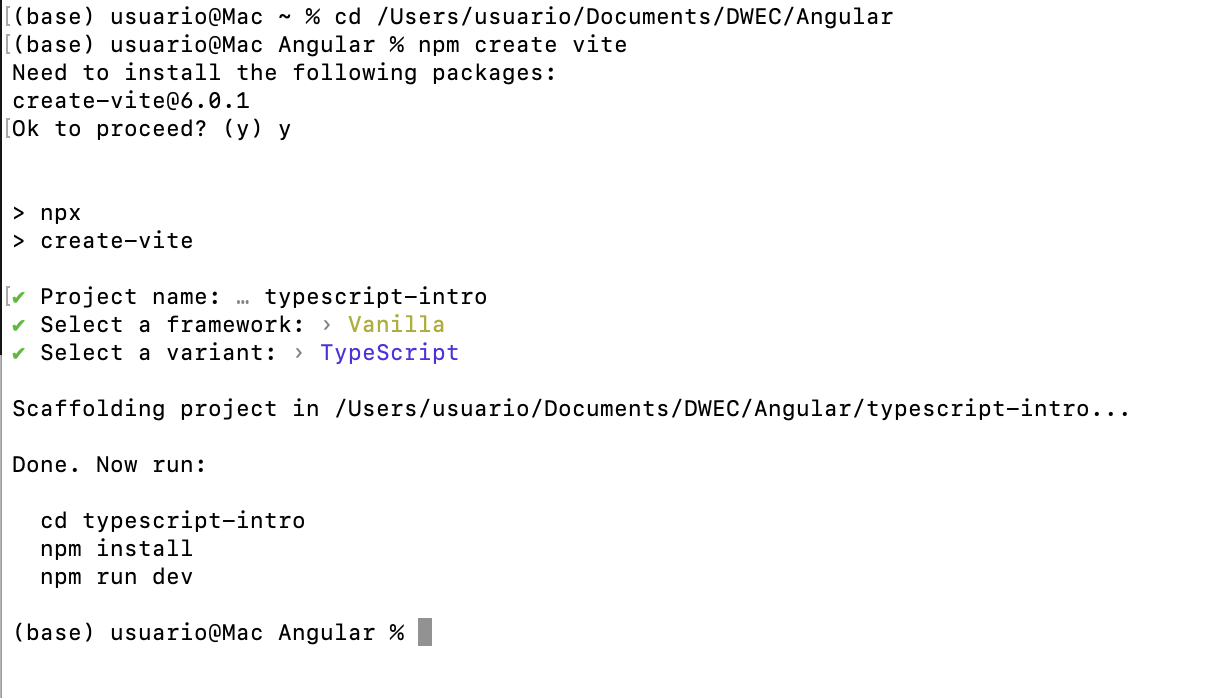 (base) usuario@Mac ~ % cd /Users/usuario/Documents/DWEC/Angular
(base) usuario@Mac Angular % npm create vite
Need to install the following packages:
create-vite@6.0.1
Ok to proceed? (y) y
> npx
> create-vite
✔ Project name: … typescript-intro
✔ Select a framework: › Vanilla
✔ Select a variant: › TypeScript
Scaffolding project in /Users/usuario/Documents/DWEC/Angular/typescript-intro...
Done. Now run:
cd typescript-intro
npm install
npm run dev
(base) usuario@Mac Angular %